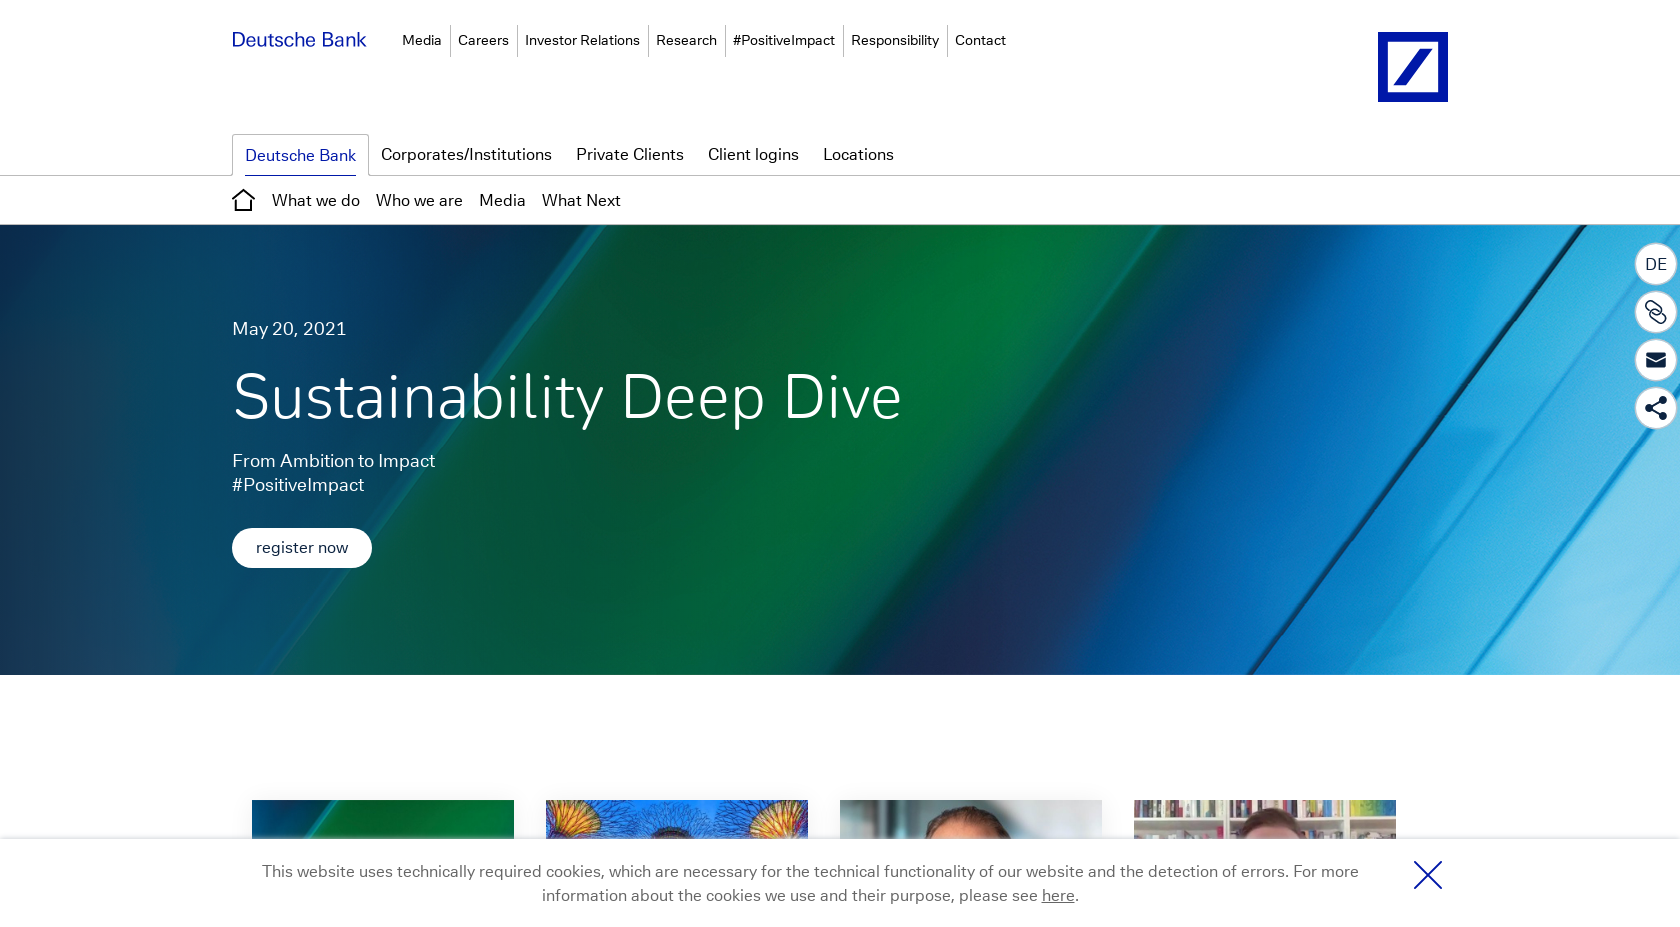 Deutsche Bank
Media
Careers
Investor Relations
Research
#PositiveImpact
Responsibility
Contact
Deutsche Bank
Corporates/Institutions
Private Clients
Client logins
Locations
What we do
Who we are
Media
What Next
DE
May 20, 2021
Sustainability Deep Dive
From Ambition to Impact
#PositiveImpact
register now
This website uses technically required cookies, which are necessary for the technical functionality of our website and the detection of errors. For more
information about the cookies we use and their purpose, please see here.